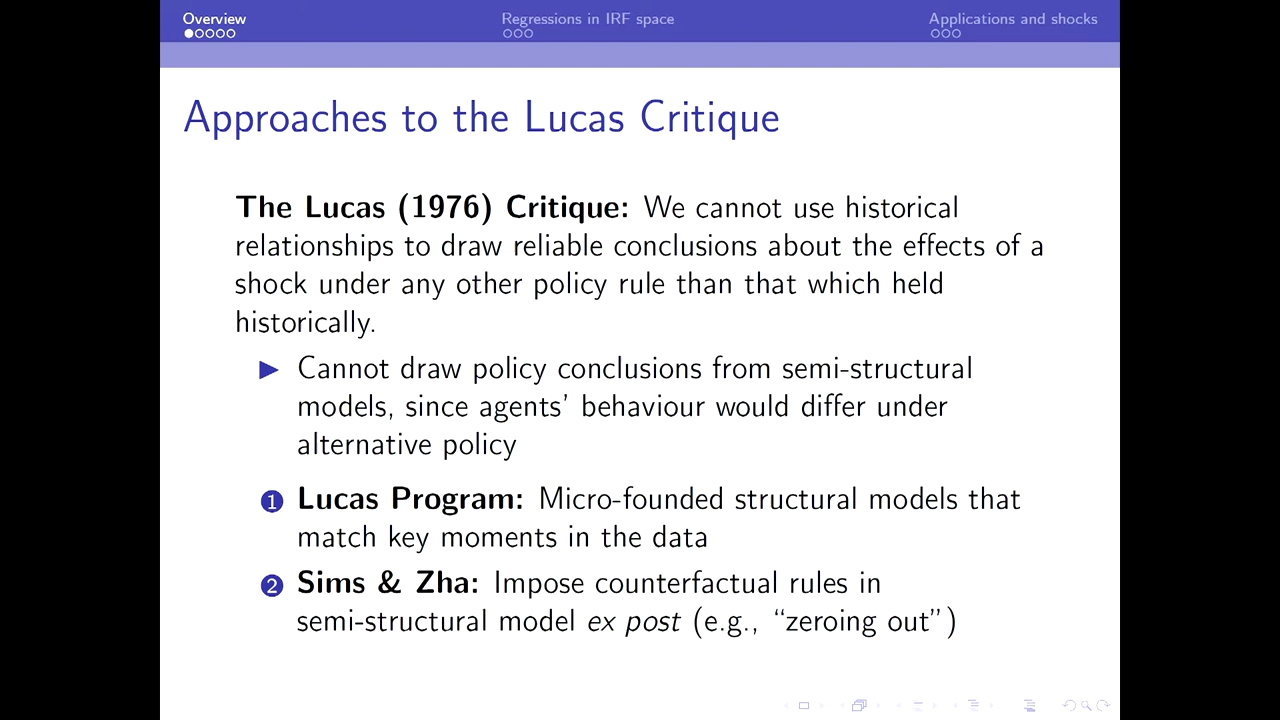 Overview
Regressions in IRF space
Applications and shocks
Approaches to the Lucas Critique
The Lucas (1976) Critique: We cannot use historical
relationships to draw reliable conclusions about the effects of a
shock under any other policy rule than that which held
historically.
Cannot draw policy conclusions from semi-structural
models, since agents' behaviour would differ under
alternative policy
1 Lucas Program: Micro-founded structural models that
match key moments in the data
2 Sims & Zha: Impose counterfactual rules in
semi-structural model ex post (e.g., “zeroing out”)